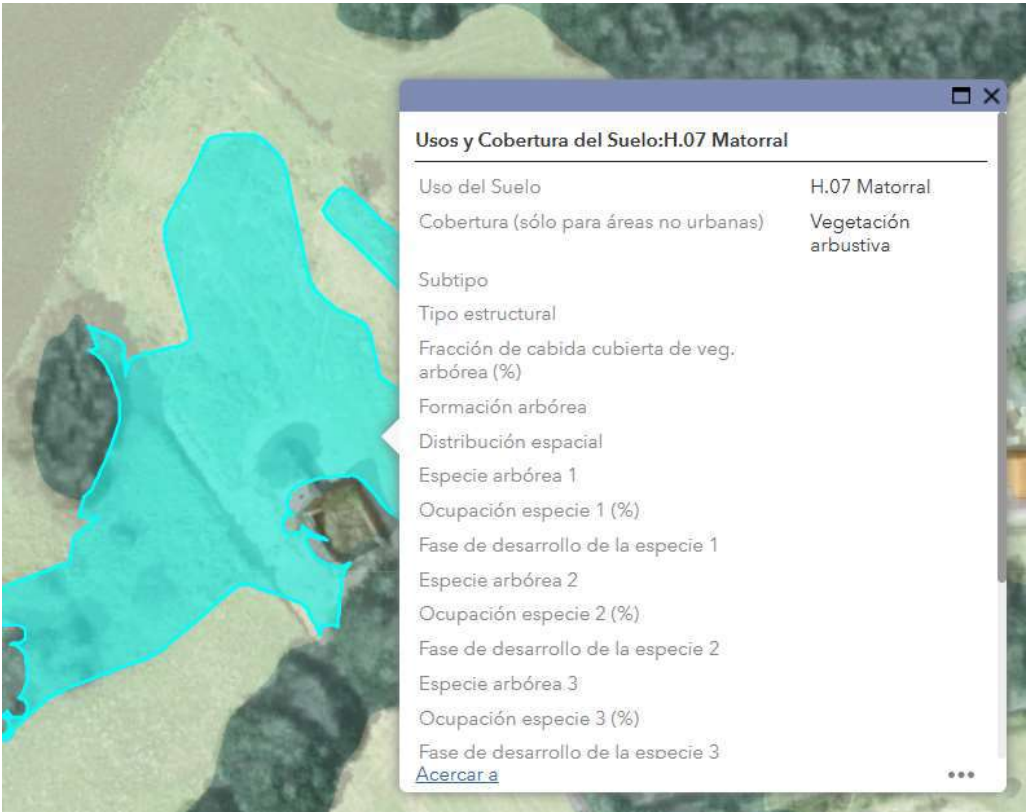 Usos y Cobertura del Suelo:H.07 Matorral
Uso del Suelo H.07 Matorral
Cobertura (sólo para áreas no urbanas) Vegetación
arbustiva
Subtipo
Tipo estructural
Fracción de cabida cubierta de veg.
arbórea (%)
Formación arbórea
Distribución espacial
Especie arbórea 1
Ocupación especie 1 (%)
Fase de desarrollo de la especie 1
Especie arbórea 2
Ocupación especie 2 (%)
Fase de desarrollo de la especie 2
Especie arbórea 3
Ocupación especie 3 (%)
Fase de desarrollo de la especie 3
Acercar a